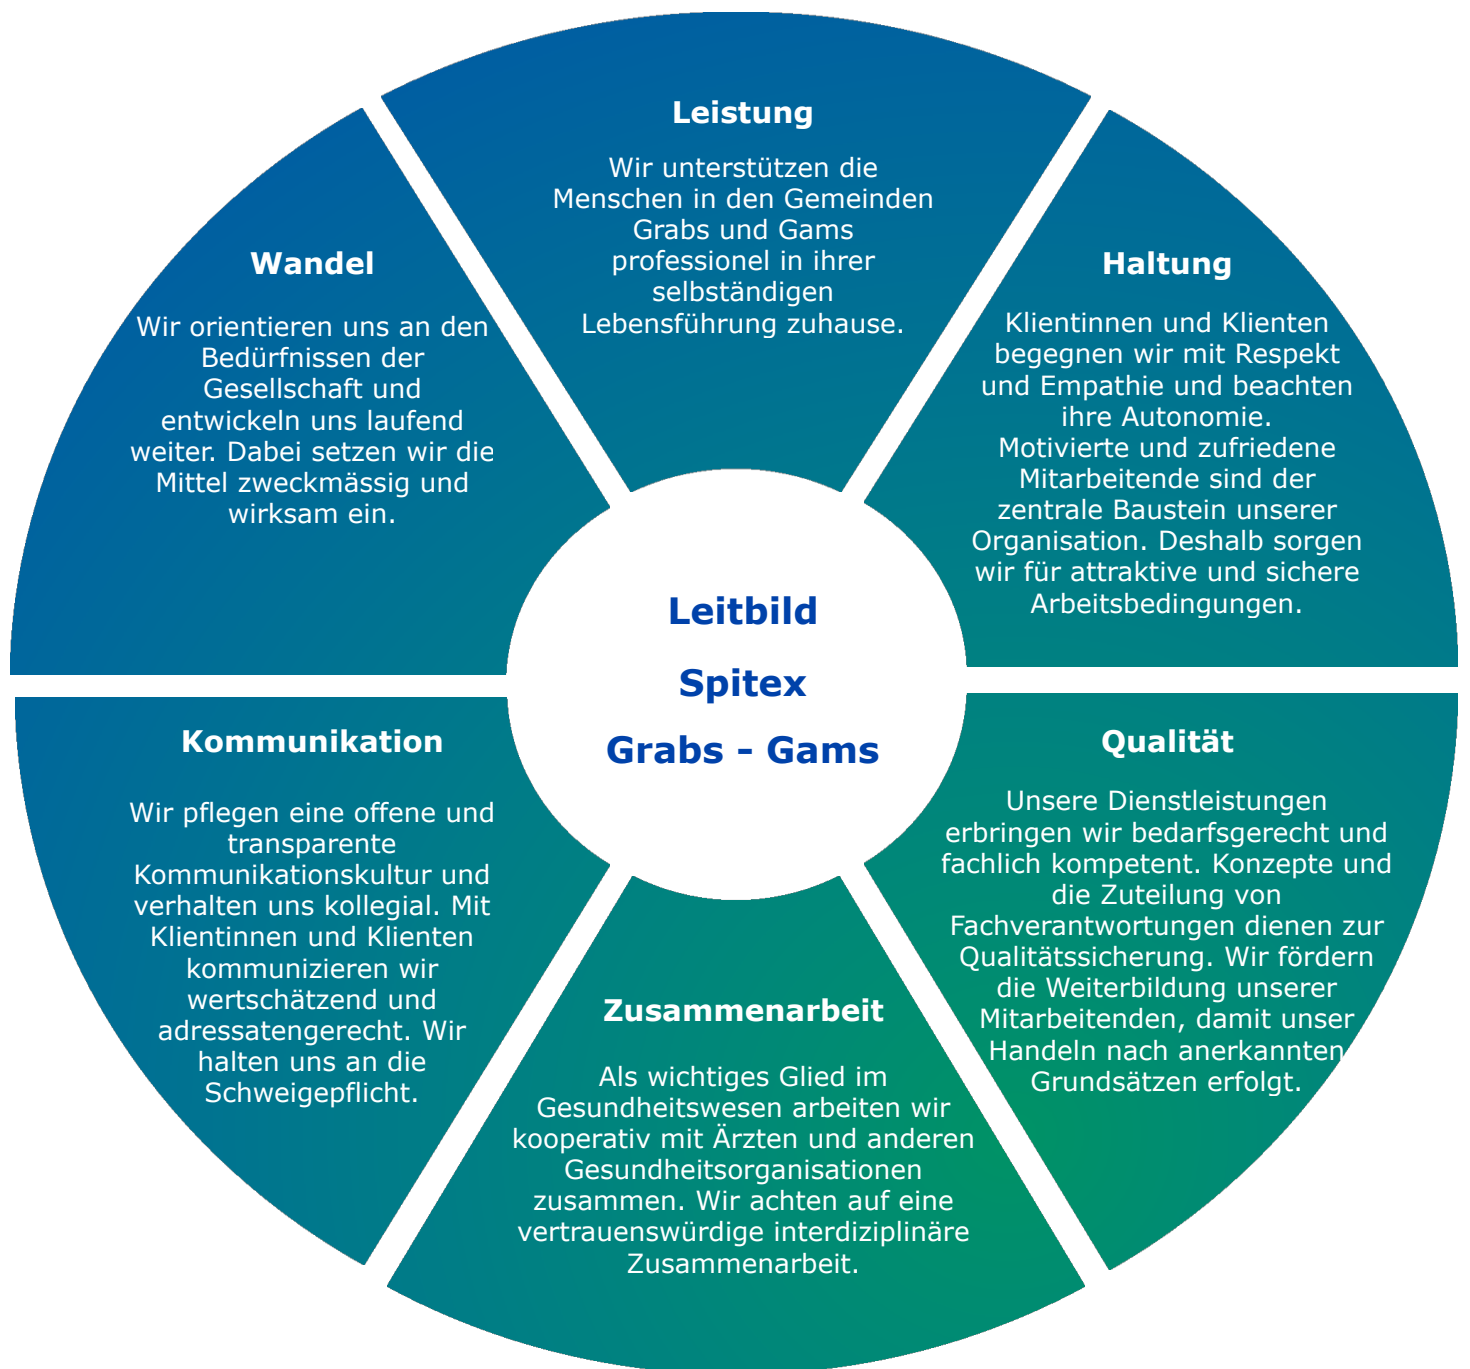 Leistung
Wir unterstützen die
Menschen in den Gemeinden
Grabs und Gams
professionel in ihrer
selbständigen
Lebensführung zuhause.
Haltung
Klientinnen und Klienten
begegnen wir mit Respekt
und Empathie und beachten
ihre Autonomie.
Motivierte und zufriedene
Mitarbeitende sind der
zentrale Baustein unserer
Organisation. Deshalb sorgen
wir für attraktive und sichere
Arbeitsbedingungen.
Qualität
Unsere Dienstleistungen
erbringen wir bedarfsgerecht und
fachlich kompetent. Konzepte und
die Zuteilung von
Fachverantwortungen dienen zur
Qualitätssicherung. Wir fördern
die Weiterbildung unserer
Mitarbeitenden, damit unser
Handeln nach anerkannten
Grundsätzen erfolgt.
Zusammenarbeit
Als wichtiges Glied im
Gesundheitswesen arbeiten wir
kooperativ mit Ärzten und anderen
Gesundheitsorganisationen
zusammen. Wir achten auf eine
vertrauenswürdige interdiziplinäre
Zusammenarbeit.
Kommunikation
Wir pflegen eine offene und
transparente
Kommunikationskultur und
verhalten uns kollegial. Mit
Klientinnen und Klienten
kommunizieren wir
wertschätzend und
adressatengerecht. Wir
halten uns an die
Schweigepflicht.
Wandel
Wir orientieren uns an den
Bedürfnissen der
Gesellschaft und
entwickeln uns laufend
weiter. Dabei setzen wir die
Mittel zweckmässig und
wirksam ein.
Leitbild
Spitex
Grabs - Gams